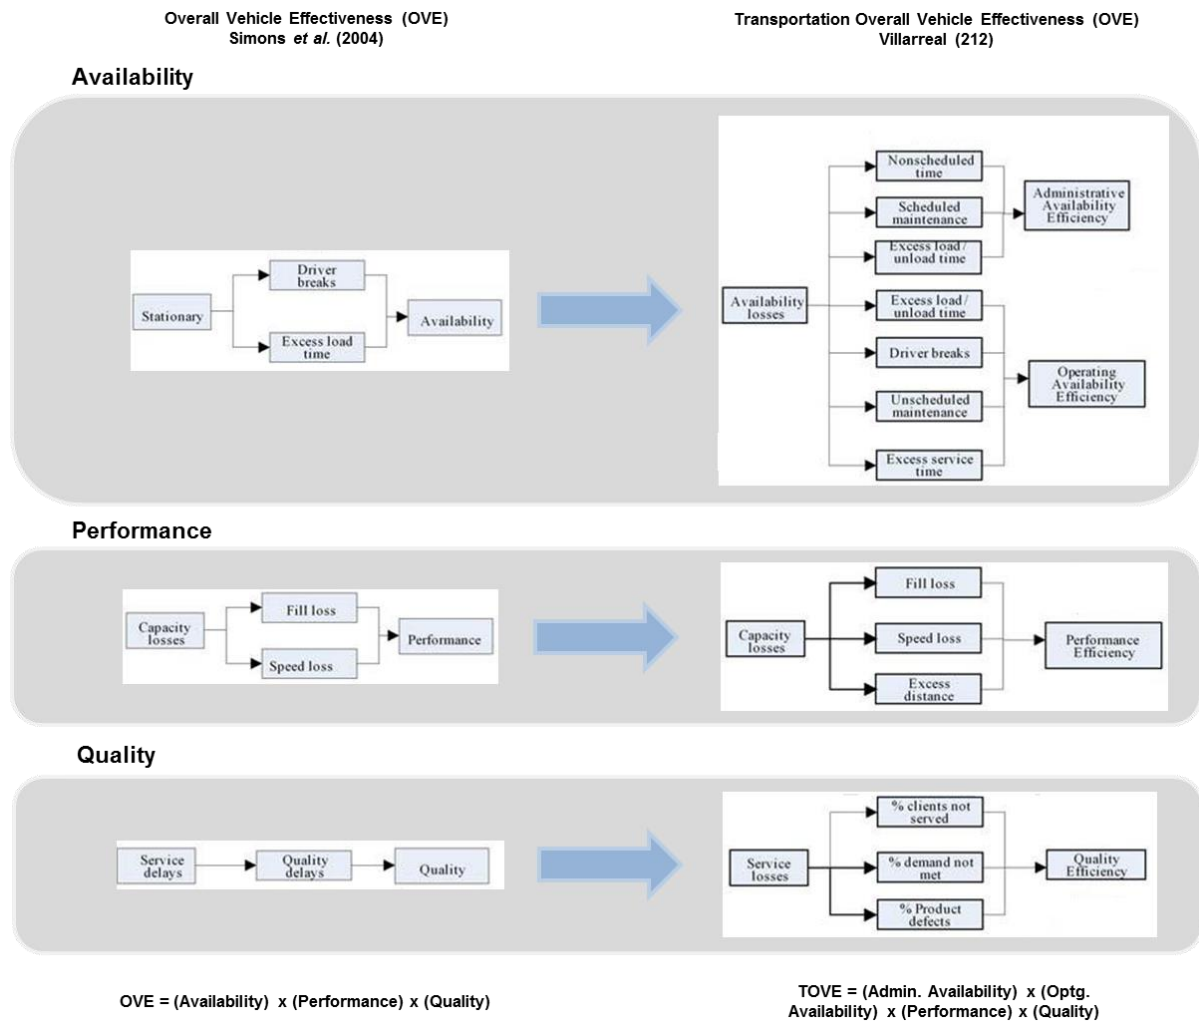 Overall Vehicle Effectiveness (OVE)
Simons et al. (2004)
Transportation Overall Vehicle Effectiveness (OVE)
Villarreal (212)
Availability
Stationary
Driver
breaks
Excess load
time
Availability
Availability
losses
Nonscheduled
time
Scheduled
maintenance
Excess load/
unload time
Excess load/
unload time
Driver breaks
Unscheduled
maintenance
Excess service
time
Administrative
Availability
Efficiency
Operating
Availability
Efficiency
Performance
Capacity
losses
Fill loss
Speed loss
Performance
Capacity
losses
Fill loss
Speed loss
Excess
distance
Performance
Efficiency
Quality
Service
delays
Quality
delays
Quality
Service
losses
% clients not
served
% demand not
met
% Product
defects
Quality
Efficiency
OVE = (Availability) x (Performance) x (Quality)
TOVE = (Admin. Availability) x (Optg.
Availability) x (Performance) x (Quality)